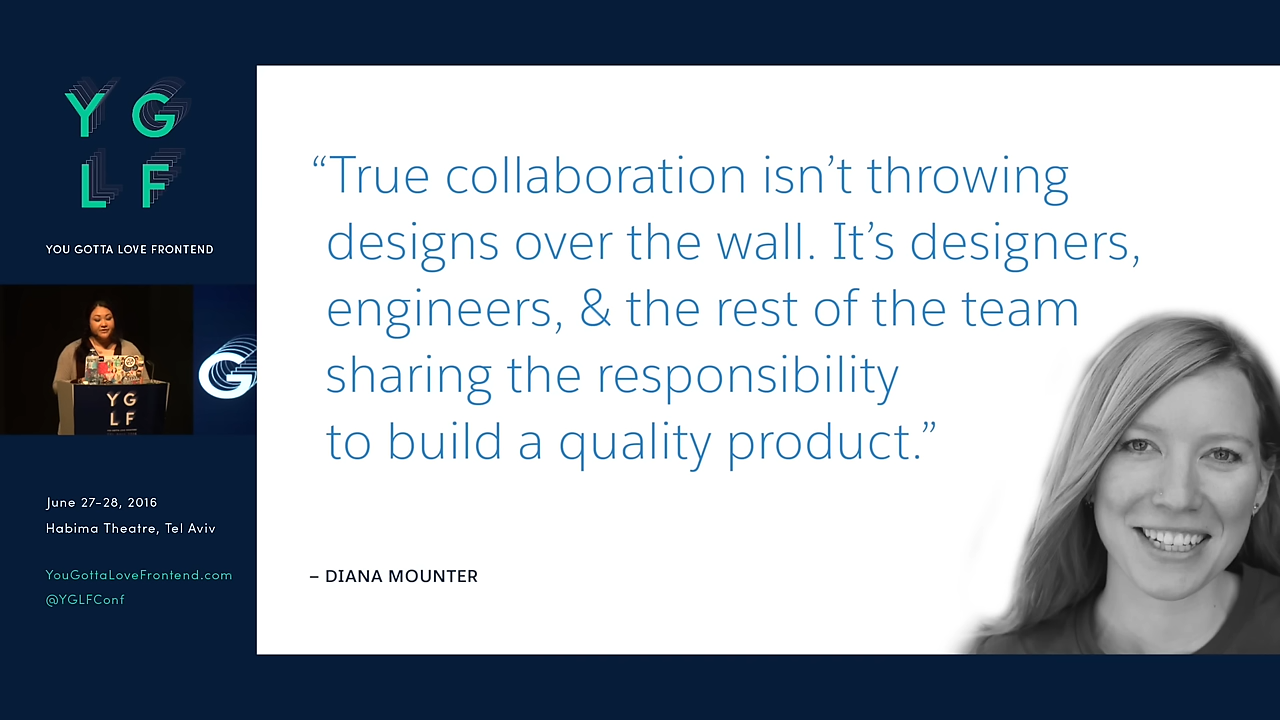 Y G
L F
YOU GOTTA LOVE FRONTEND
G
Y G
L F
June 27–28, 2016
Habima Theatre, Tel Aviv
YouGottaLoveFrontend.com
@YGLFConf
“True collaboration isn’t throwing
designs over the wall. It’s designers,
engineers, & the rest of the team
sharing the responsibility
to build a quality product.”
– DIANA MOUNTER